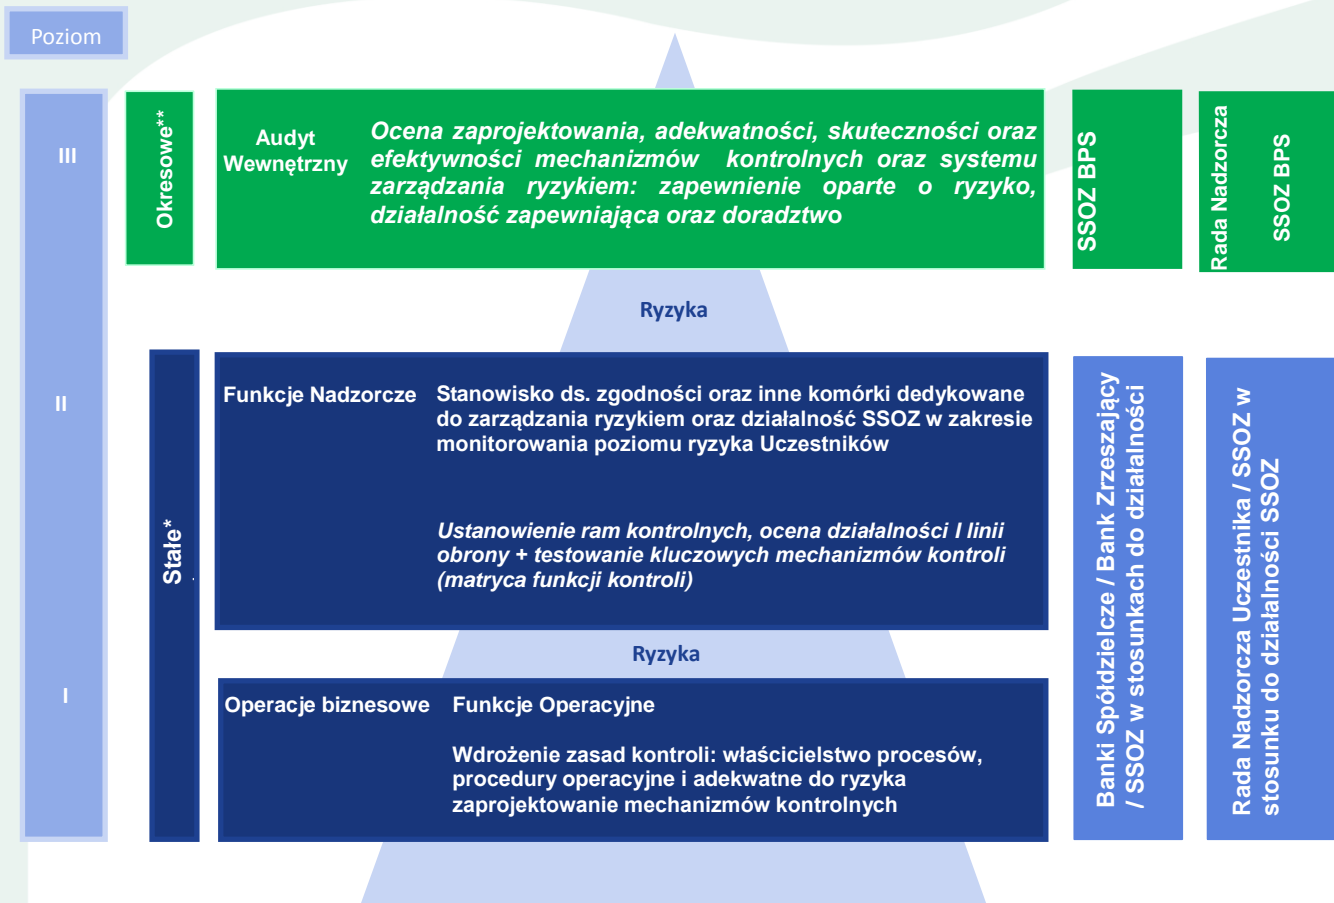 Poziom
III
Okresowe**
Audyt
Wewnętrzny
Ocena zaprojektowania, adekwatności, skuteczności oraz
efektywności mechanizmów kontrolnych oraz systemu
zarządzania ryzykiem: zapewnienie oparte o ryzyko,
działalność zapewniająca oraz doradztwo
SSOZ BPS
Rada Nadzorcza
SSOZ BPS
Ryzyka
II
Stałe*
Funkcje Nadzorcze
Stanowisko ds. zgodności oraz inne komórki dedykowane
do zarządzania ryzykiem oraz działalność SSOZ w zakresie
monitorowania poziomu ryzyka Uczestników
Ustanowienie ram kontrolnych, ocena działalności I linii
obrony + testowanie kluczowych mechanizmów kontroli
(matryca funkcji kontroli)
Banki Spółdzielcze / Bank Zrzeszający
/ SSOZ w stosunkach do działalności
Rada Nadzorcza Uczestnika / SSOZ w
stosunku do działalności SSOZ
Ryzyka
I
Operacje biznesowe
Funkcje Operacyjne
Wdrożenie zasad kontroli: właścicielstwo procesów,
procedury operacyjne i adekwatne do ryzyka
zaprojektowanie mechanizmów kontrolnych